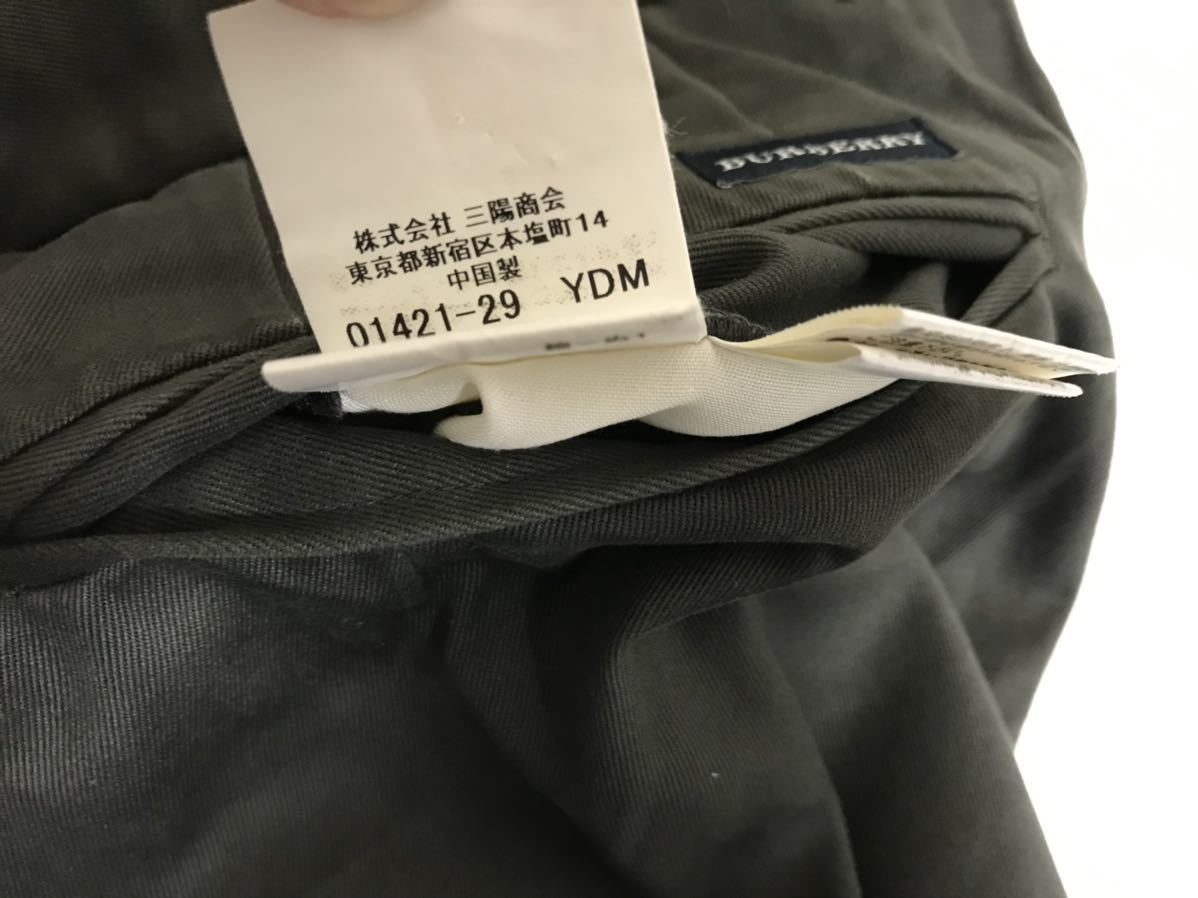 BURBERRY
株式会社 三陽商会
東京都新宿区本塩町14
中国製
01421-29 YDM